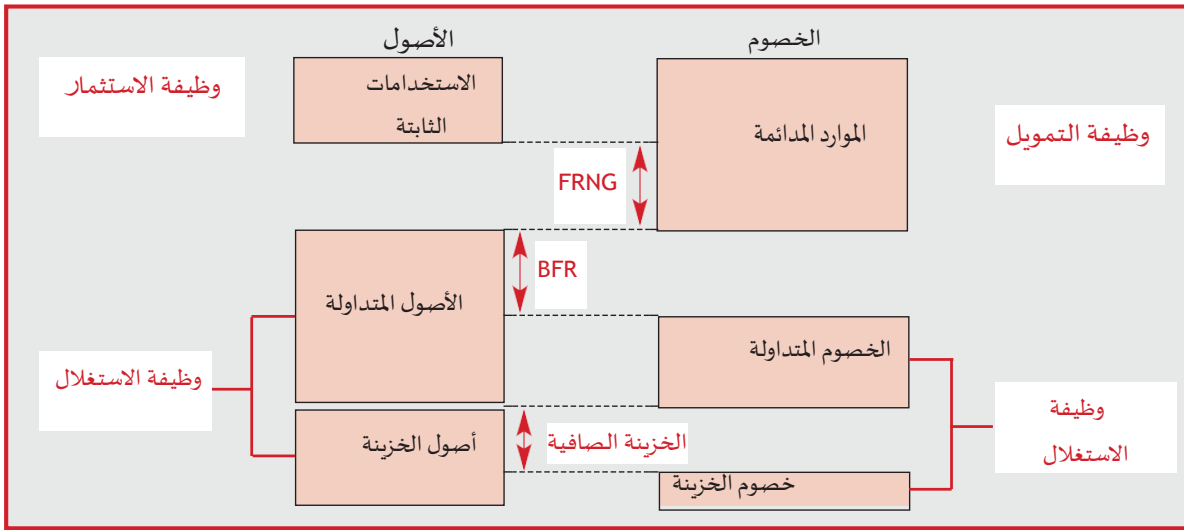 الخصوم
الأصول
وظيفة الاستثمار
الاستخدامات
الثابتة
الموارد المدائمة
وظيفة التمويل
FRNG
BFR
الأصول المتداولة
الخصوم المتداولة
وظيفة الاستغلال
وظيفة
الاستغلال
الخزينة الصافية
أصول الخزينة
خصوم الخزينة